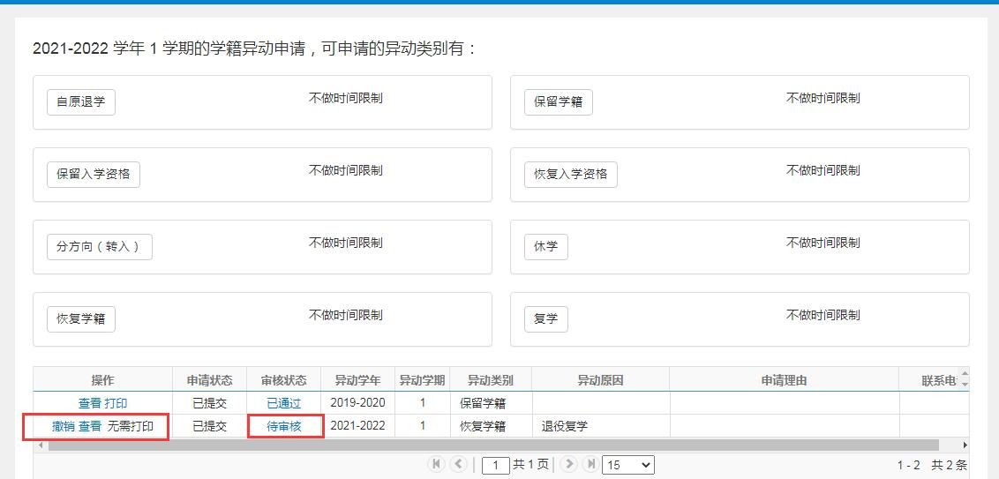 2021-2022 学年 1 学期的学籍异动申请，可申请的异动类别有：
自原退学 不做时间限制 保留学籍 不做时间限制
保留入学资格 不做时间限制 恢复入学资格 不做时间限制
分方向（转入） 不做时间限制 休学 不做时间限制
恢复学籍 不做时间限制 复学 不做时间限制
操作 申请状态 审核状态 异动学年 异动学期 异动类别 异动原因 申请理由 联系电
查看 打印 已提交 已通过 2019-2020 1 保留学籍
撤销 查看 无需打印 已提交 待审核 2021-2022 1 恢复学籍 退役复学
1 共 1 页 15 1 - 2 共 2 条